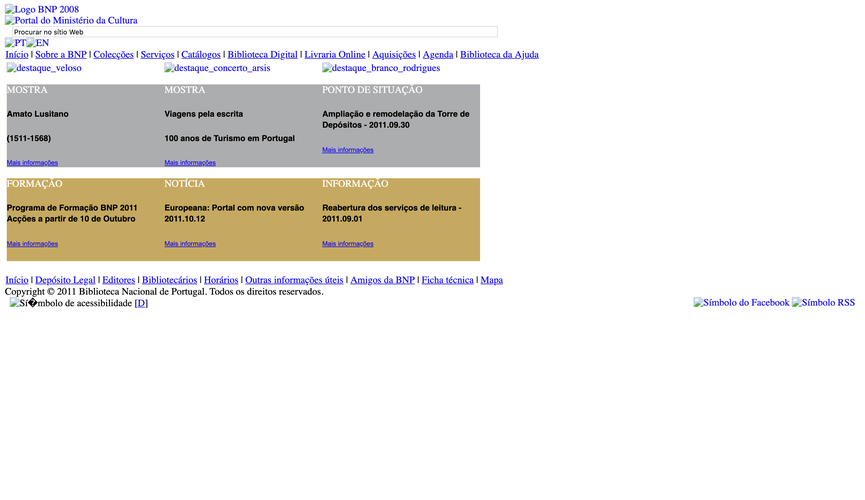 Logo BNP 2008
Portal do Ministério da Cultura
Procurar no sítio Web
PT EN
Início | Sobre a BNP | Colecções | Serviços | Catálogos | Biblioteca Digital | Livraria Online | Aquisições | Agenda | Biblioteca da Ajuda
destaque_veloso destaque_concerto_arsis destaque_branco_rodrigues
MOSTRA
Amato Lusitano
(1511-1568)
Mais informações
MOSTRA
Viagens pela escrita
100 anos de Turismo em Portugal
Mais informações
PONTO DE SITUAÇÃO
Ampliação e remodelação da Torre de
Depósitos - 2011.09.30
Mais informações
FORMAÇÃO
Programa de Formação BNP 2011
Acções a partir de 10 de Outubro
Mais informações
NOTÍCIA
Europeana: Portal com nova versão
2011.10.12
Mais informações
INFORMAÇÃO
Reabertura dos serviços de leitura -
2011.09.01
Mais informações
Início | Depósito Legal | Editores | Bibliotecários | Horários | Outras informações úteis | Amigos da BNP | Ficha técnica | Mapa
Copyright © 2011 Biblioteca Nacional de Portugal. Todos os direitos reservados.
Sí�mbolo de acessibilidade [D] Símbolo do Facebook Símbolo RSS